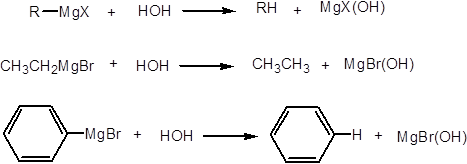 R—MgX + HOH → RH + MgX(OH)
CH₃CH₂MgBr + HOH → CH₃CH₃ + MgBr(OH)
MgBr + HOH → H + MgBr(OH)